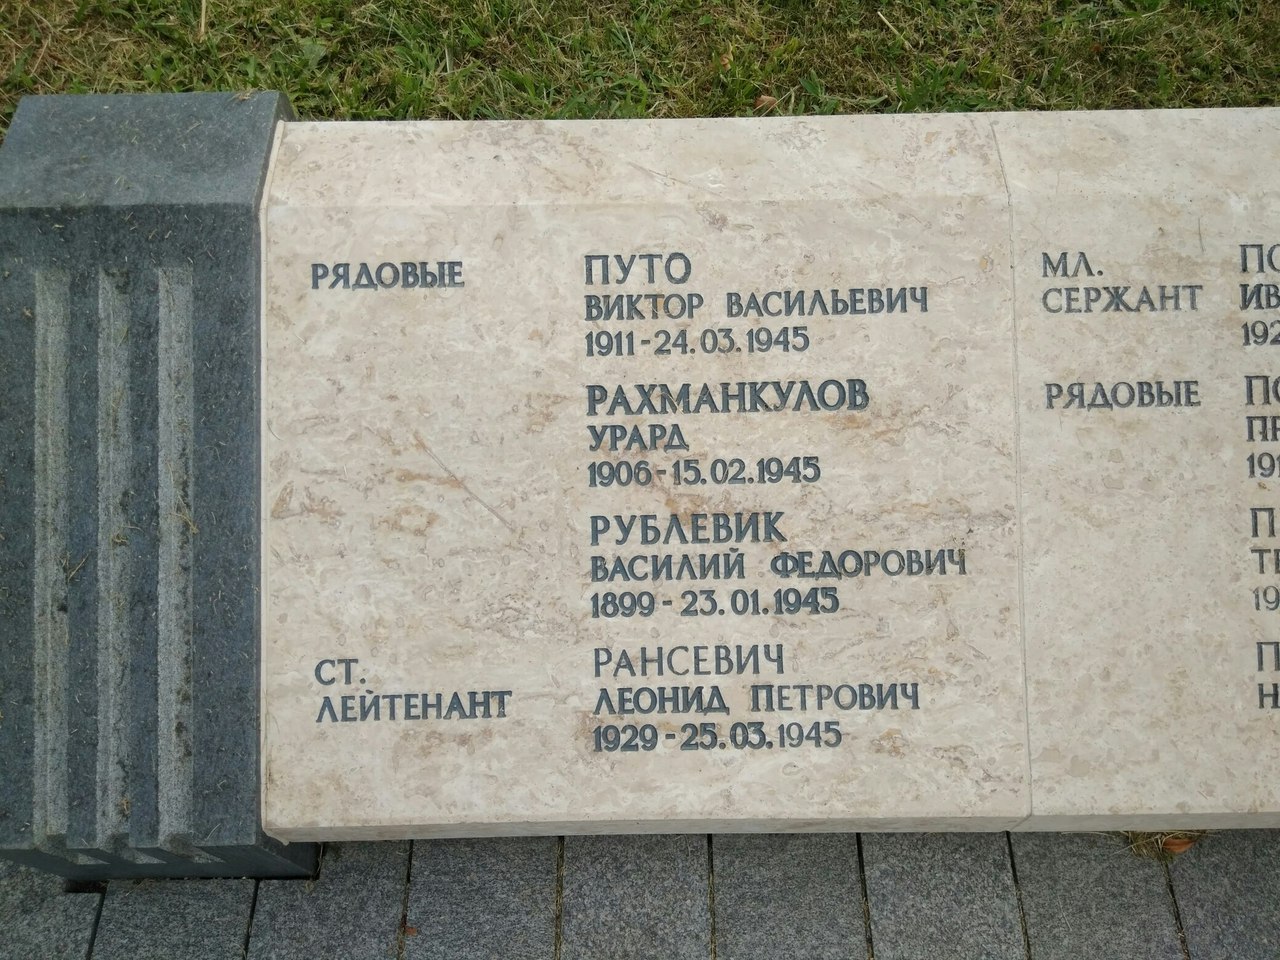 РЯДОВЫЕ
ПУТО
ВИКТОР ВАСИЛЬЕВИЧ
1911-24.03.1945
РАХМАНКУЛОВ
УРАРД
1906-15.02.1945
РУБЛЕВИК
ВАСИЛИЙ ФЕДОРОВИЧ
1899-23.01.1945
СТ.
ЛЕЙТЕНАНТ
РАНСЕВИЧ
ЛЕОНИД ПЕТРОВИЧ
1929-25.03.1945
МЛ.
СЕРЖАНТ
РЯДОВЫЕ